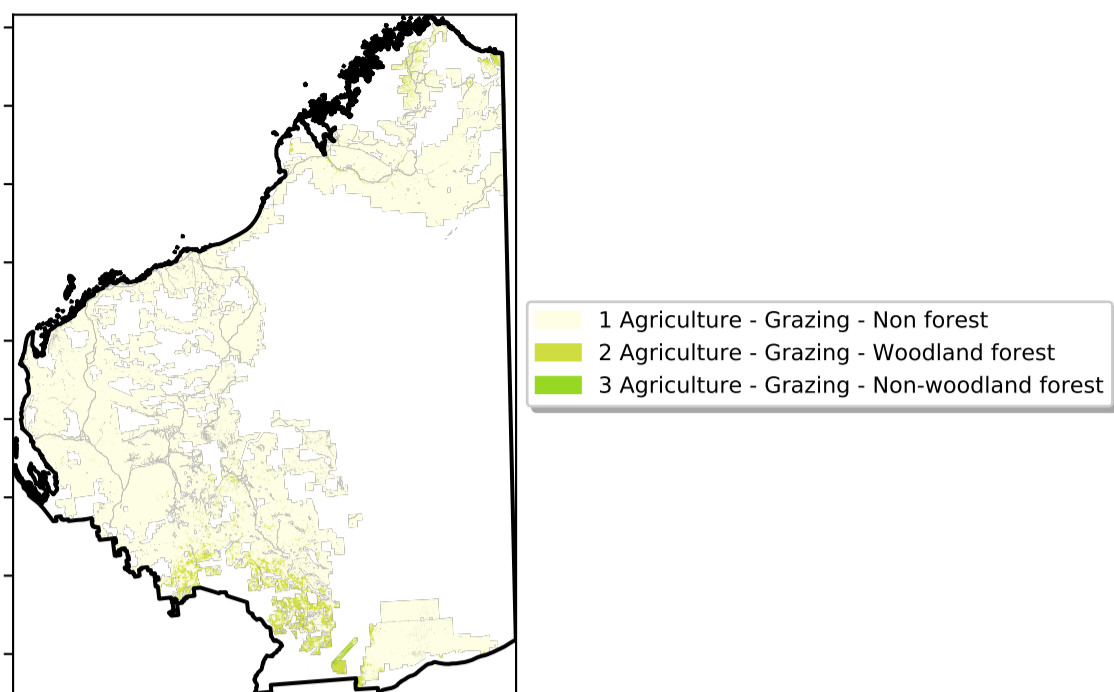 1 Agriculture - Grazing - Non forest
2 Agriculture - Grazing - Woodland forest
3 Agriculture - Grazing - Non-woodland forest